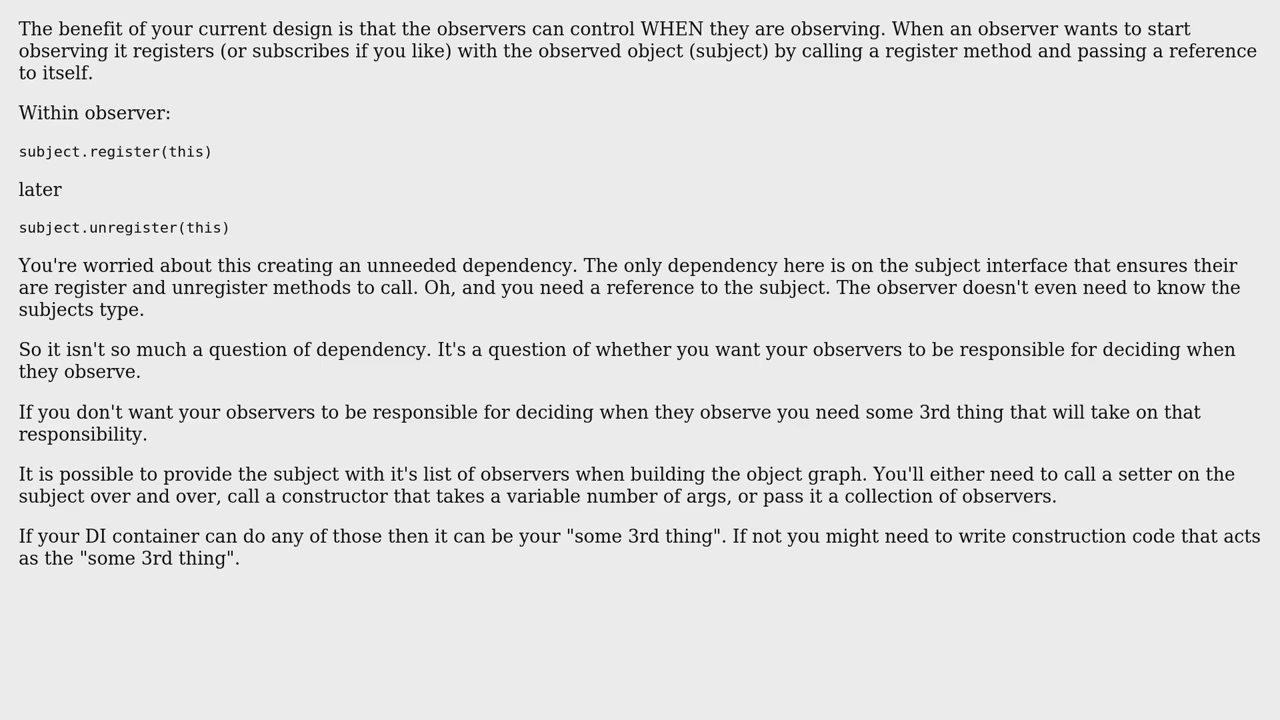 The benefit of your current design is that the observers can control WHEN they are observing. When an observer wants to start
observing it registers (or subscribes if you like) with the observed object (subject) by calling a register method and passing a reference
to itself.
Within observer:
subject.register(this)
later
subject.unregister(this)
You're worried about this creating an unneeded dependency. The only dependency here is on the subject interface that ensures their
are register and unregister methods to call. Oh, and you need a reference to the subject. The observer doesn't even need to know the
subjects type.
So it isn't so much a question of dependency. It's a question of whether you want your observers to be responsible for deciding when
they observe.
If you don't want your observers to be responsible for deciding when they observe you need some 3rd thing that will take on that
responsibility.
It is possible to provide the subject with it's list of observers when building the object graph. You'll either need to call a setter on the
subject over and over, call a constructor that takes a variable number of args, or pass it a collection of observers.
If your DI container can do any of those then it can be your "some 3rd thing". If not you might need to write construction code that acts
as the "some 3rd thing".